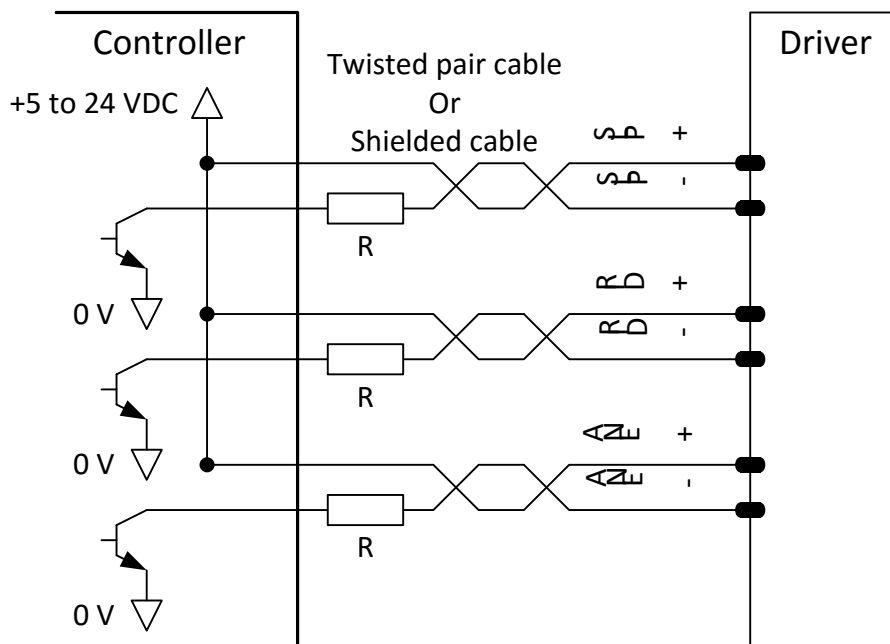 Controller
Driver
Twisted pair cable
Or
Shielded cable
+5 to 24 VDC
+
-
R
0 V
+
-
R
0 V
+
-
R
0 V